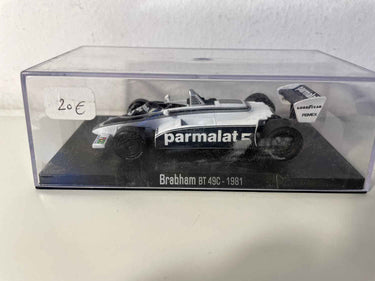 20€
GOODYEAR
PEMEX
parmalat 5
Brabham BT 49C - 1981